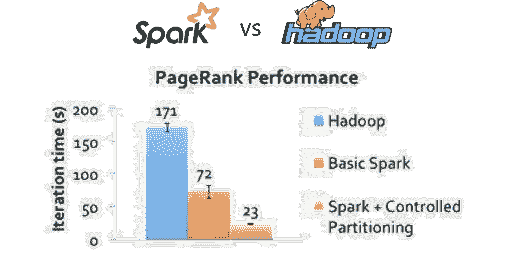 Spark vs hadoop
PageRank Performance
Iteration time (s)
200
150
100
50
0
171
72
23
Hadoop
Basic Spark
Spark + Controlled
Partitioning